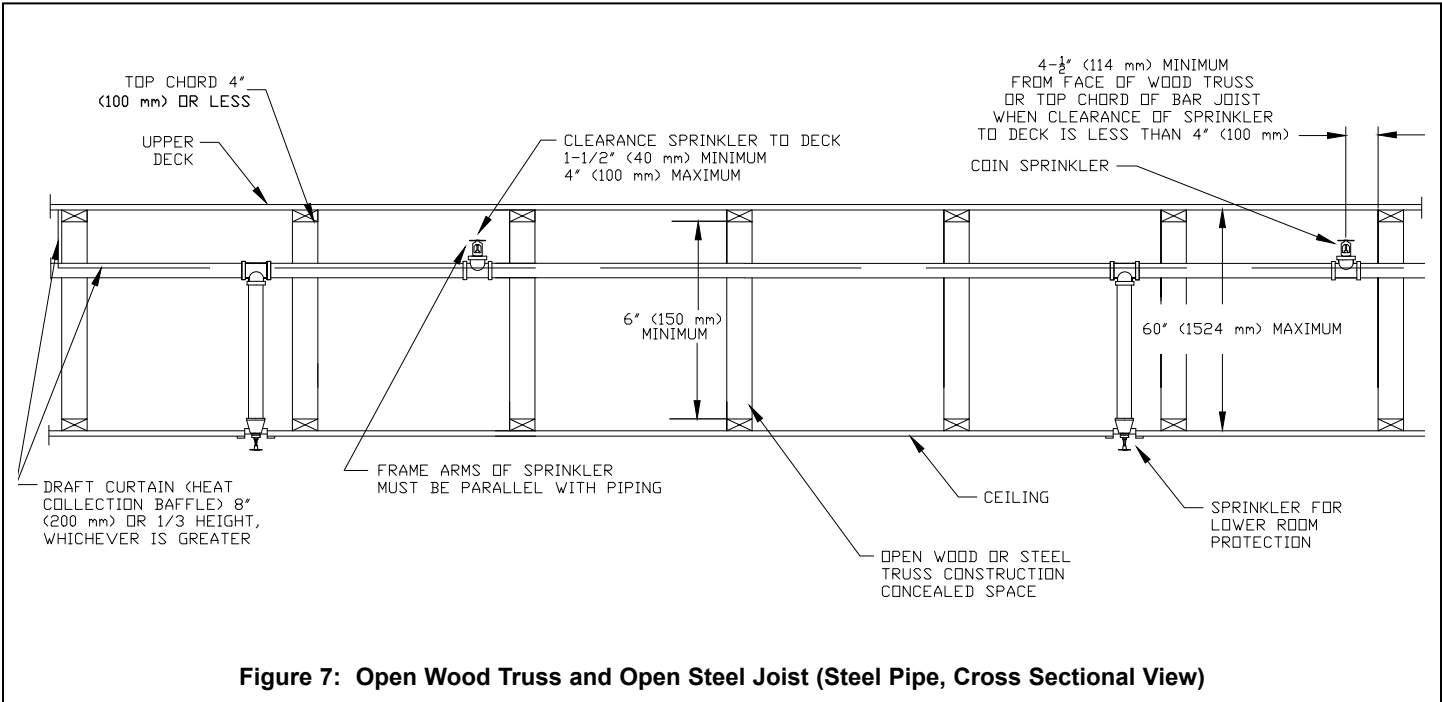 TOP CHORD 4"
(100 mm) OR LESS
UPPER
DECK
CLEARANCE SPRINKLER TO DECK
1-1/2" (40 mm) MINIMUM
4" (100 mm) MAXIMUM
4-½" (114 mm) MINIMUM
FROM FACE OF WOOD TRUSS
OR TOP CHORD OF BAR JOIST
WHEN CLEARANCE OF SPRINKLER
TO DECK IS LESS THAN 4" (100 mm)
COIN SPRINKLER
6" (150 mm)
MINIMUM
60" (1524 mm) MAXIMUM
DRAFT CURTAIN (HEAT
COLLECTION BAFFLE) 8"
(200 mm) OR 1/3 HEIGHT,
WHICHEVER IS GREATER
FRAME ARMS OF SPRINKLER
MUST BE PARALLEL WITH PIPING
CEILING
OPEN WOOD OR STEEL
TRUSS CONSTRUCTION
CONCEALED SPACE
SPRINKLER FOR
LOWER ROOM
PROTECTION
Figure 7: Open Wood Truss and Open Steel Joist (Steel Pipe, Cross Sectional View)